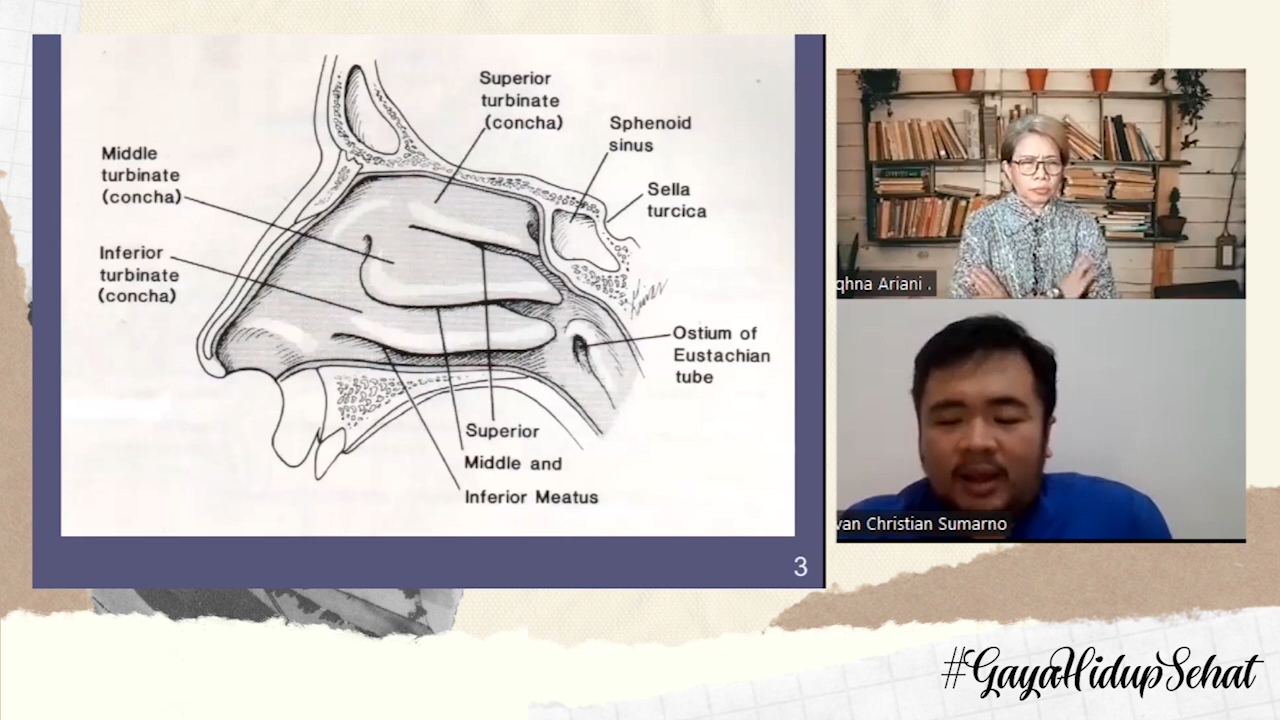 Superior
turbinate
(concha)
Sphenoid
sinus
Middle
turbinate
(concha)
Sella
turcica
Inferior
turbinate
(concha)
Ostium of
Eustachian
tube
Superior
Middle and
Inferior Meatus
3
qhna Ariani .
van Christian Sumarno
#GayaHidupSehat